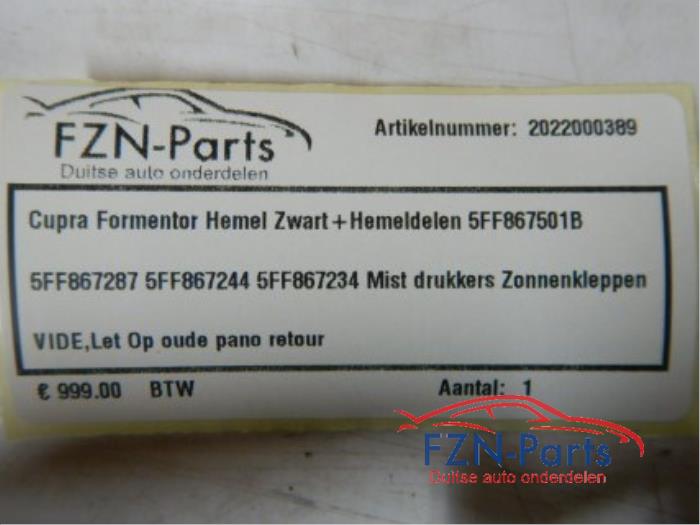 FZN-Parts
Duitse auto onderdelen
Artikelnummer: 2022000389
Cupra Formentor Hemel Zwart+Hemeldelen 5FF867501B
5FF867287 5FF867244 5FF867234 Mist drukkers Zonnenkleppen
VIDE,Let Op oude pano retour
€ 999.00 BTW Aantal: 1
FZN-Parts
Duitse auto onderdelen